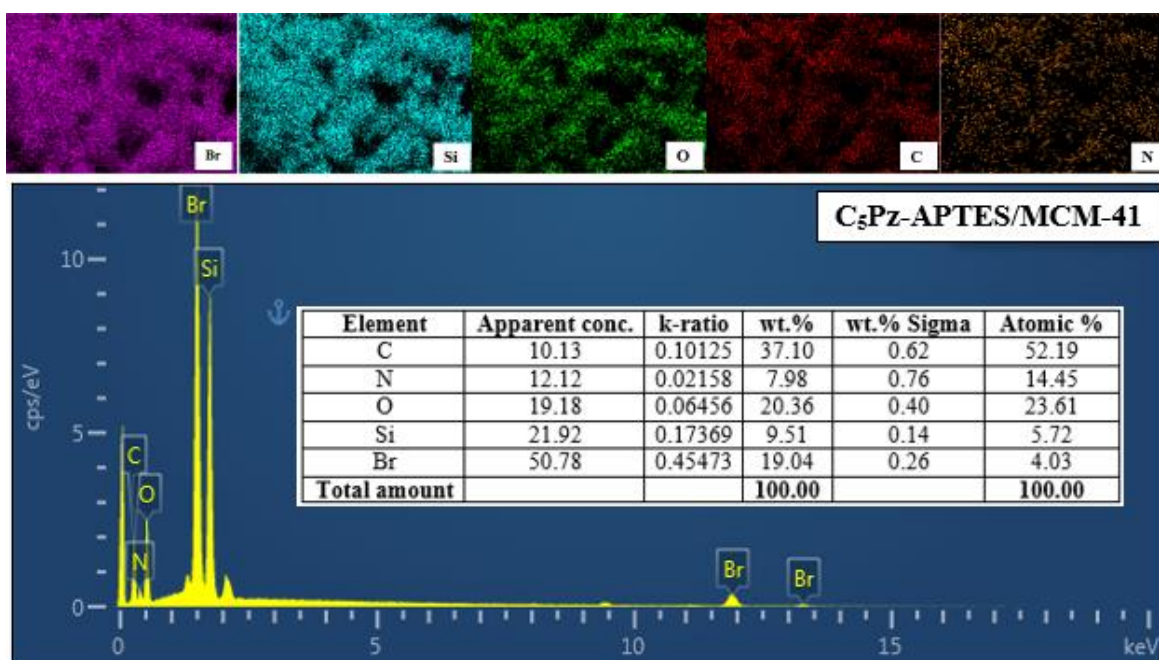 Br Si O C N
C₅Pz-APTES/MCM-41
Br
Si
10
cps/eV
5
C
O
N
0
Br Br
0 5 10 15 keV
Element Apparent conc. k-ratio wt.% wt.% Sigma Atomic %
C 10.13 0.10125 37.10 0.62 52.19
N 12.12 0.02158 7.98 0.76 14.45
O 19.18 0.06456 20.36 0.40 23.61
Si 21.92 0.17369 9.51 0.14 5.72
Br 50.78 0.45473 19.04 0.26 4.03
Total amount 100.00 100.00